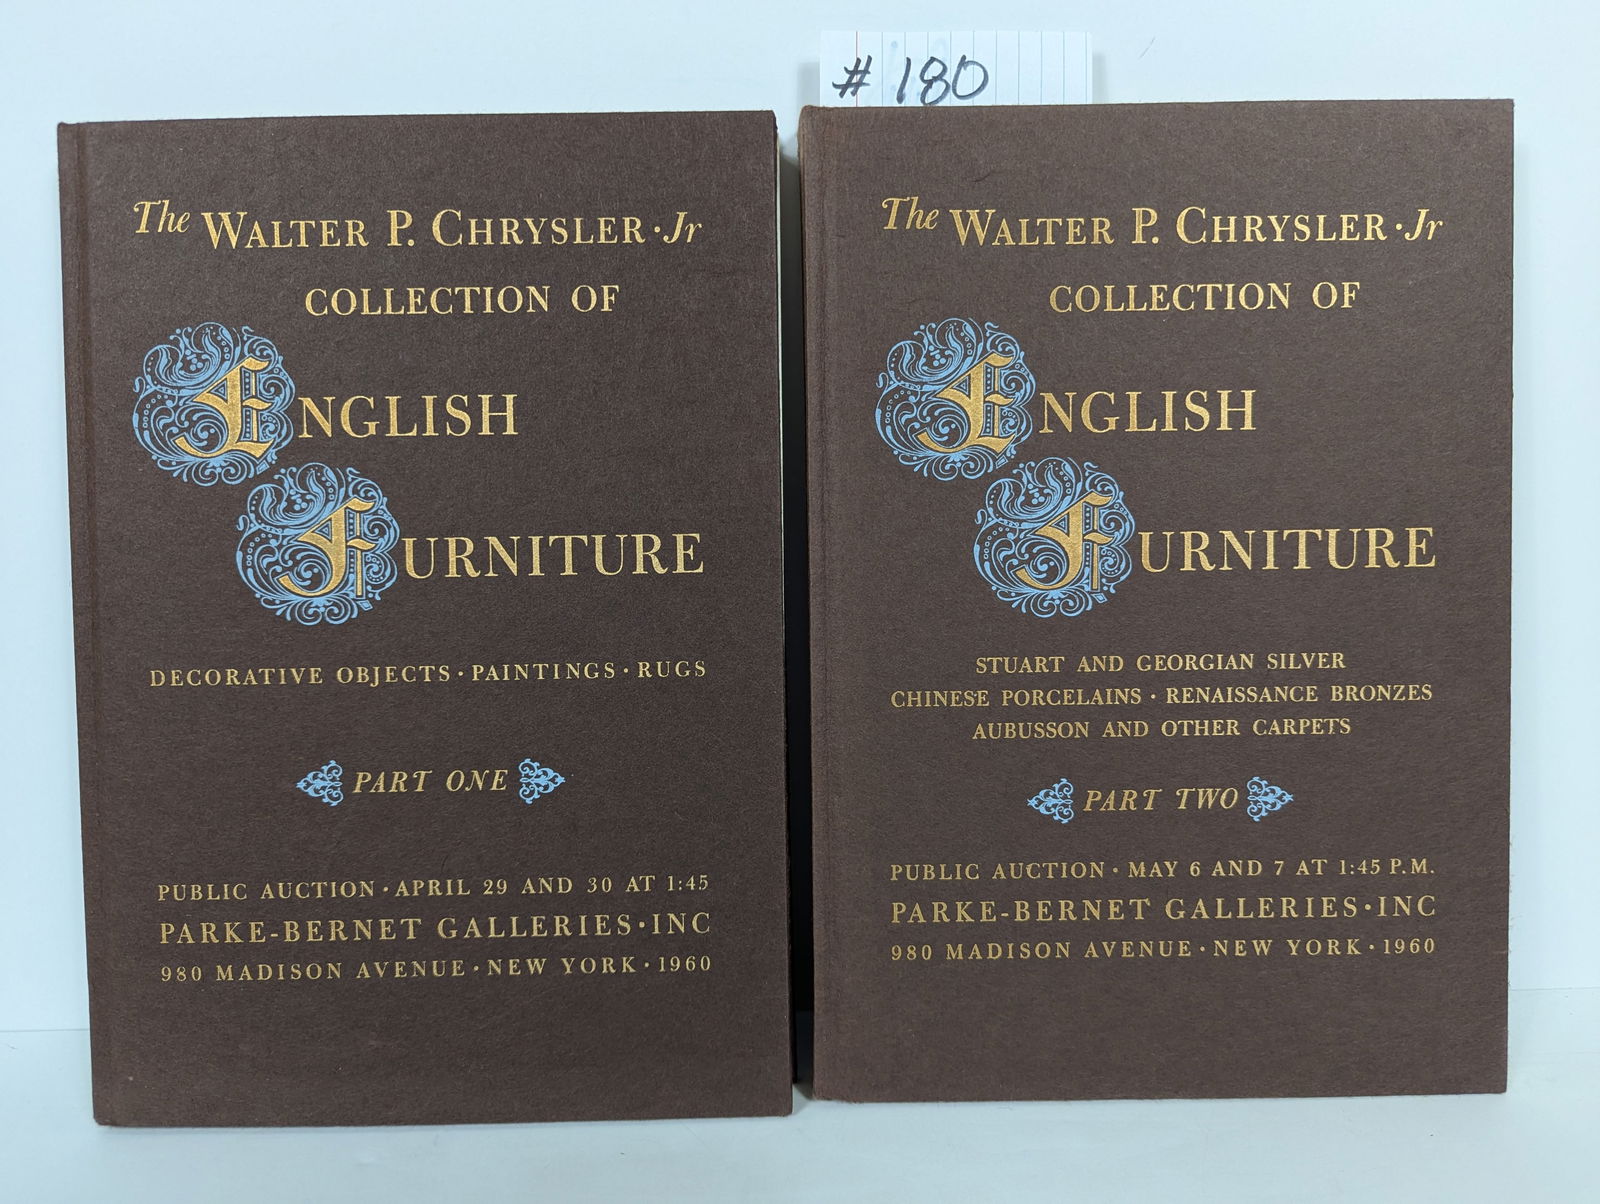 # 180
The WALTER P. CHRYSLER · Jr
COLLECTION OF
ENGLISH
FURNITURE
DECORATIVE OBJECTS · PAINTINGS · RUGS
PART ONE
PUBLIC AUCTION · APRIL 29 AND 30 AT 1:45
PARKE-BERNET GALLERIES · INC
980 MADISON AVENUE · NEW YORK · 1960
The WALTER P. CHRYSLER · Jr
COLLECTION OF
ENGLISH
FURNITURE
STUART AND GEORGIAN SILVER
CHINESE PORCELAINS · RENAISSANCE BRONZES
AUBUSSON AND OTHER CARPETS
PART TWO
PUBLIC AUCTION · MAY 6 AND 7 AT 1:45 P.M.
PARKE-BERNET GALLERIES · INC
980 MADISON AVENUE · NEW YORK · 1960